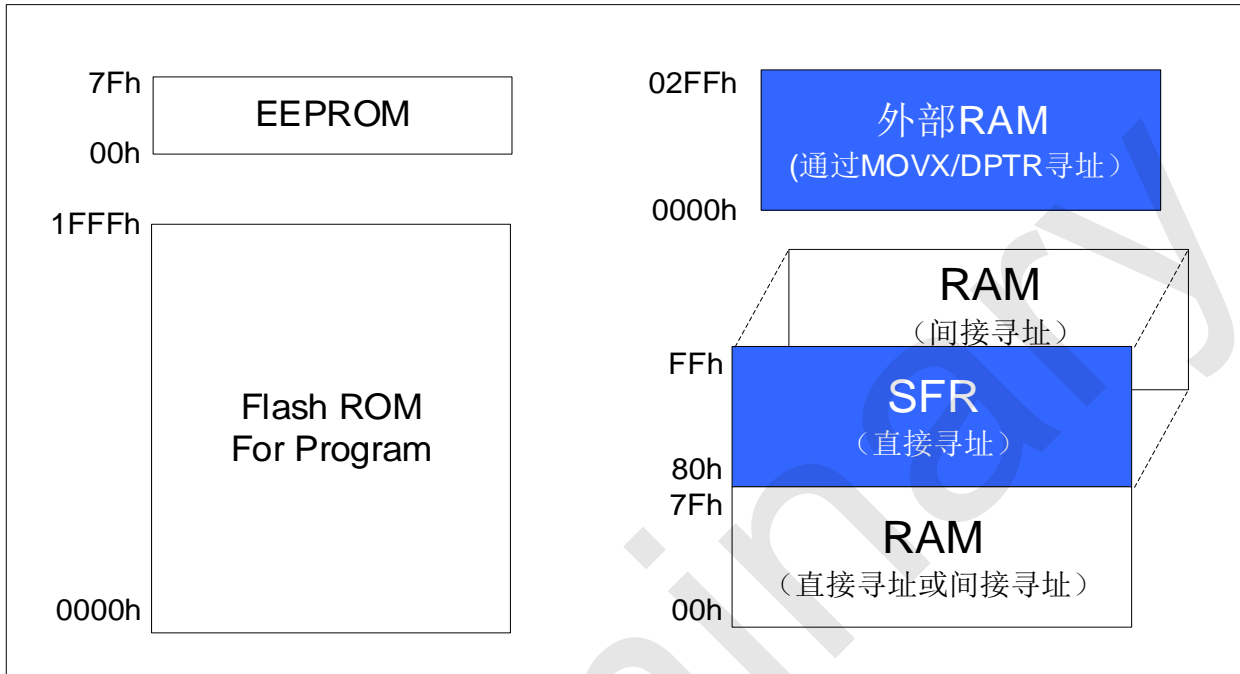 7Fh
EEPROM
00h
1FFFh
Flash ROM
For Program
0000h
02FFh
外部RAM
(通过MOVX/DPTR寻址）
0000h
RAM
（间接寻址）
FFh
SFR
（直接寻址）
80h
7Fh
RAM
（直接寻址或间接寻址）
00h
inary